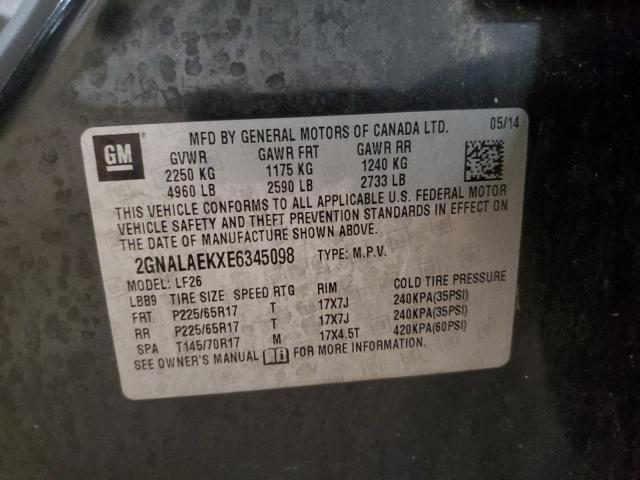 GM
MFD BY GENERAL MOTORS OF CANADA LTD. 05/14
GVWR GAWR FRT GAWR RR
2250 KG 1175 KG 1240 KG
4960 LB 2590 LB 2733 LB
THIS VEHICLE CONFORMS TO ALL APPLICABLE U.S. FEDERAL MOTOR
VEHICLE SAFETY AND THEFT PREVENTION STANDARDS IN EFFECT ON
THE DATE OF MANUFACTURE SHOWN ABOVE.
2GNALAEKXE6345098 TYPE: M.P.V.
MODEL: LF26
LBB9 TIRE SIZE SPEED RTG RIM COLD TIRE PRESSURE
FRT P225/65R17 T 17X7J 240KPA(35PSI)
RR P225/65R17 T 17X7J 240KPA(35PSI)
SPA T145/70R17 M 17X4.5T 420KPA(60PSI)
SEE OWNER'S MANUAL FOR MORE INFORMATION.